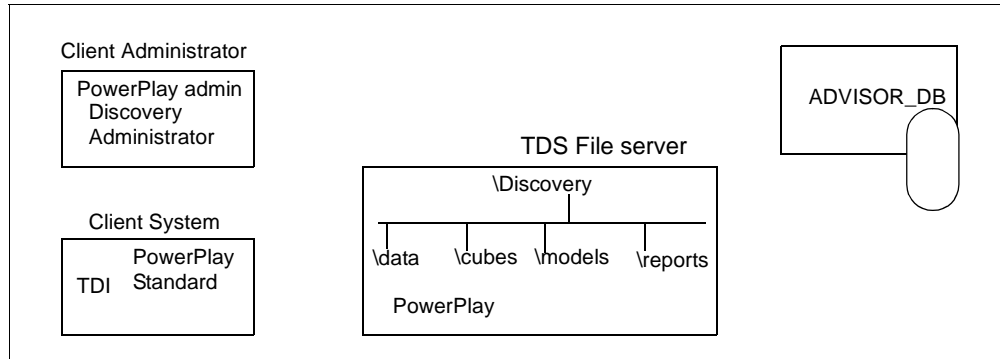 Client Administrator
PowerPlay admin
Discovery
Administrator
ADVISOR_DB
TDS File server
\Discovery
\data \cubes \models \reports
PowerPlay
Client System
PowerPlay
TDI Standard